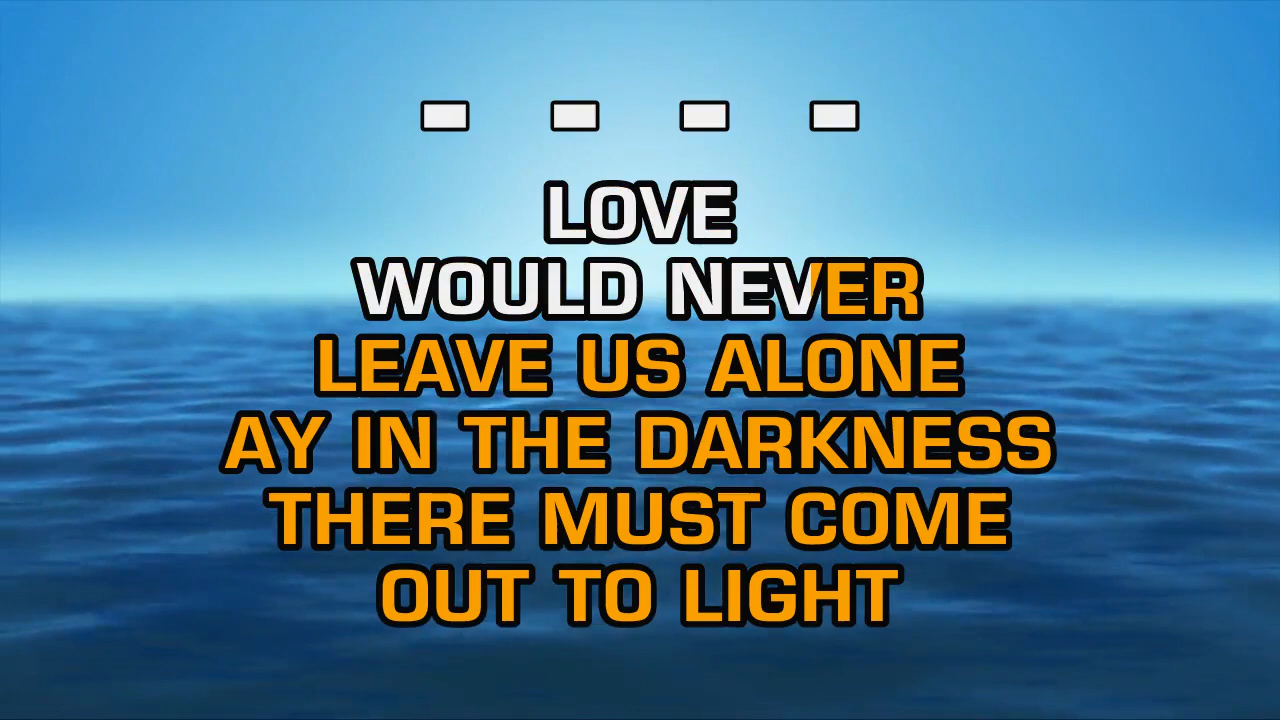 LOVE
WOULD NEVER
LEAVE US ALONE
AY IN THE DARKNESS
THERE MUST COME
OUT TO LIGHT